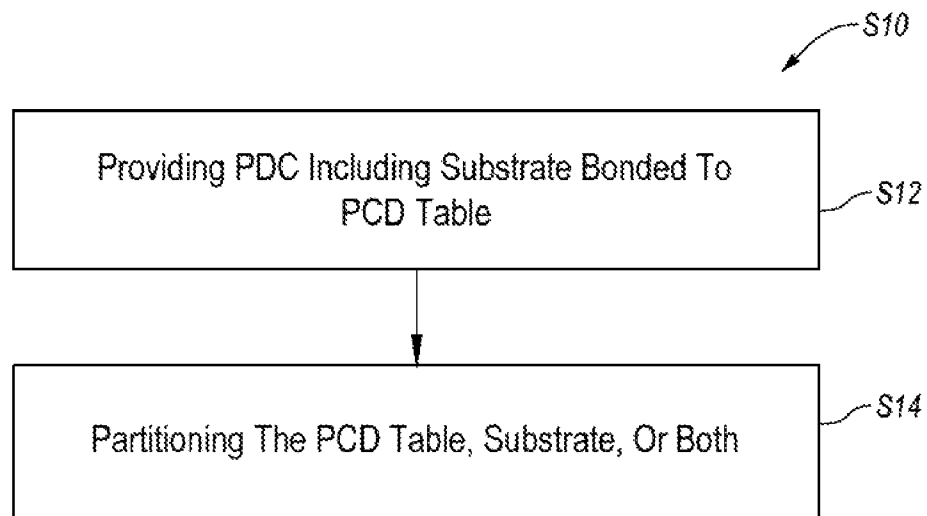 S10
Providing PDC Including Substrate Bonded To
PCD Table
S12
Partitioning The PCD Table, Substrate, Or Both
S14